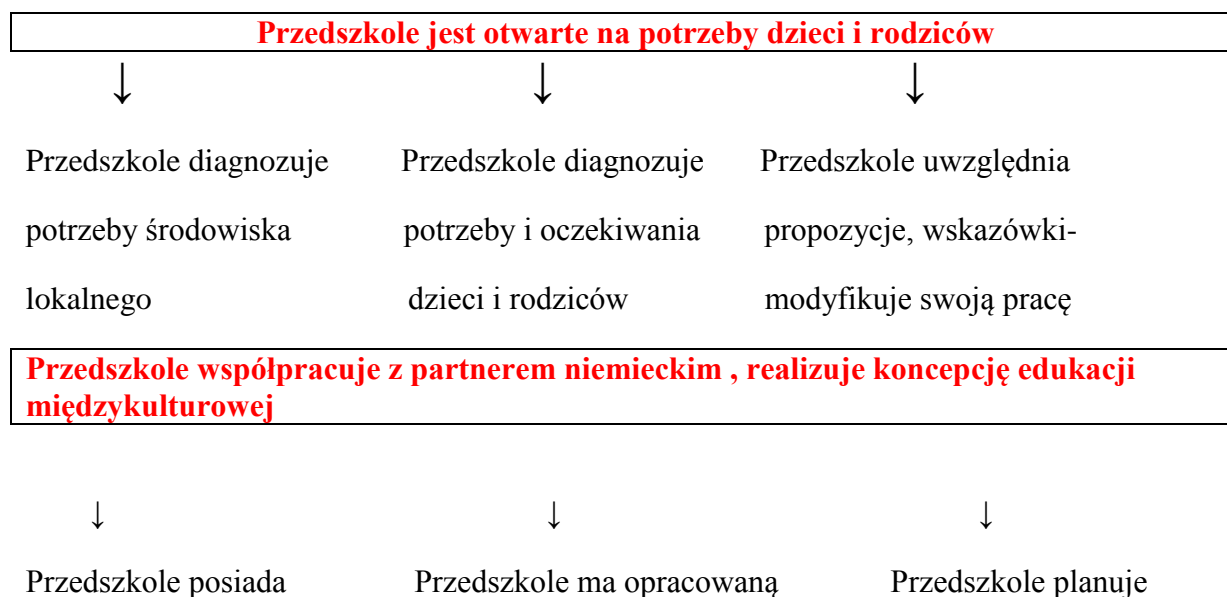 Przedszkole jest otwarte na potrzeby dzieci i rodziców
↓ ↓ ↓
Przedszkole diagnozuje Przedszkole diagnozuje Przedszkole uwzględnia
potrzeby środowiska potrzeby i oczekiwania propozycje, wskazówki-
lokalnego dzieci i rodziców modyfikuje swoją pracę
Przedszkole współpracuje z partnerem niemieckim , realizuje koncepcję edukacji
międzykulturowej
↓ ↓ ↓
Przedszkole posiada Przedszkole ma opracowaną Przedszkole planuje